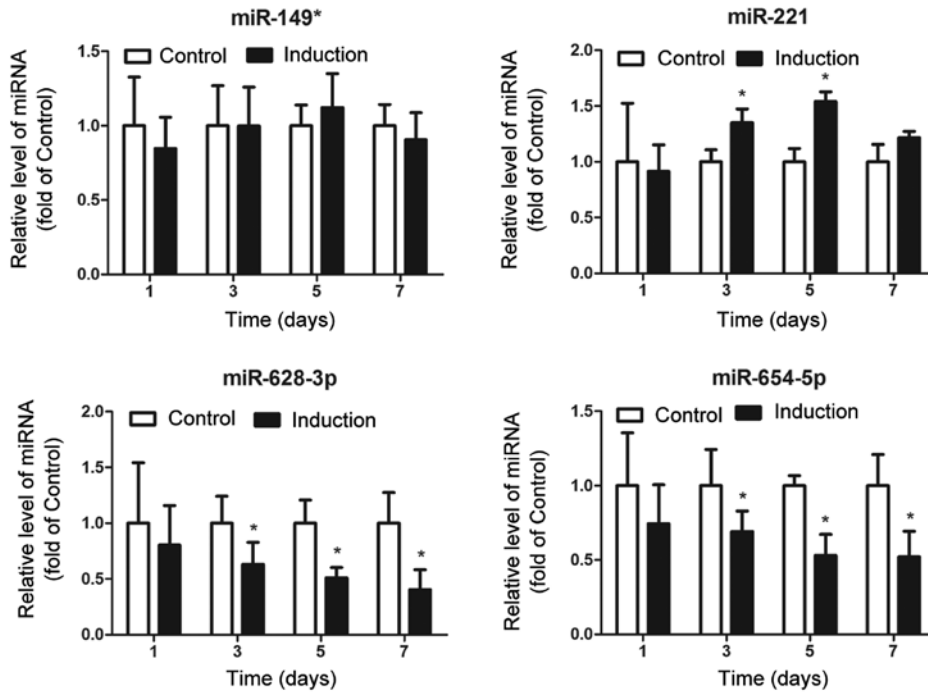 miR-149*
Relative level of miRNA
(fold of Control)
Control Induction
1.5
1.0
0.5
0.0
1 3 5 7
Time (days)
miR-221
Relative level of miRNA
(fold of Control)
Control Induction
2.0
1.5
1.0
0.5
0.0
* *
1 3 5 7
Time (days)
miR-628-3p
Relative level of miRNA
(fold of Control)
Control Induction
2.0
1.5
1.0
0.5
0.0
* * *
1 3 5 7
Time (days)
miR-654-5p
Relative level of miRNA
(fold of Control)
Control Induction
1.5
1.0
0.5
0.0
* * *
1 3 5 7
Time (days)